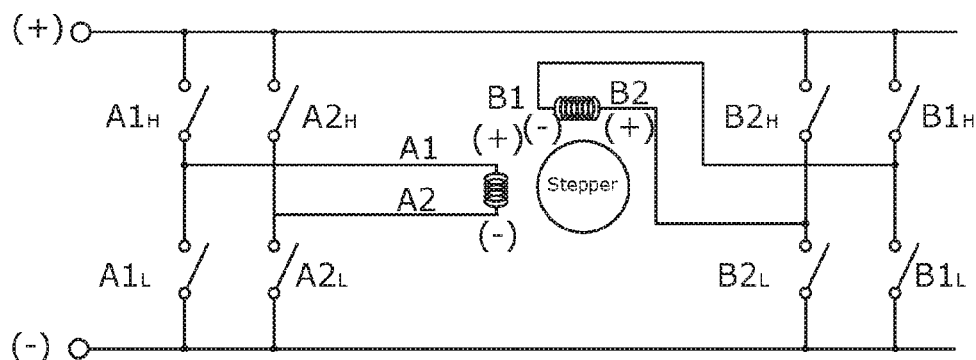 (+)
A1H
A2H
A1
(+)
B1
(-)
B2
(+)
B2H
B1H
A2
(-)
Stepper
A1L
A2L
B2L
B1L
(-)